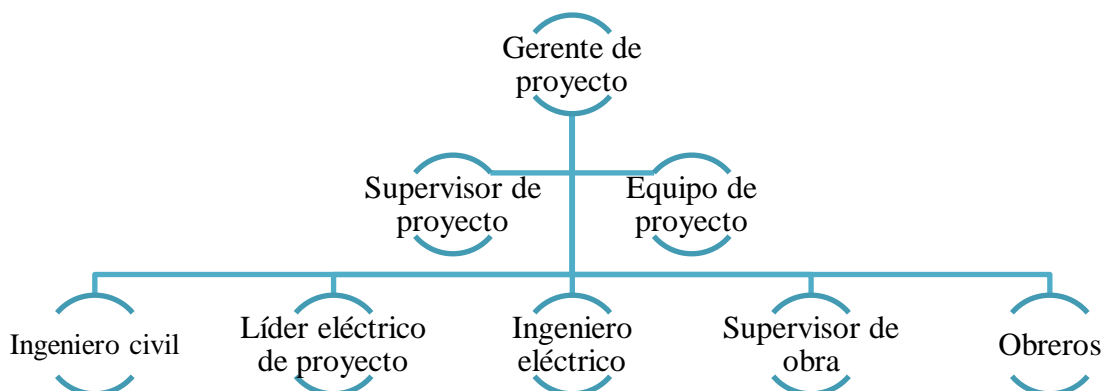 Gerente de
proyecto
Supervisor de
proyecto
Equipo de
proyecto
Ingeniero civil
Líder eléctrico
de proyecto
Ingeniero
eléctrico
Supervisor de
obra
Obreros